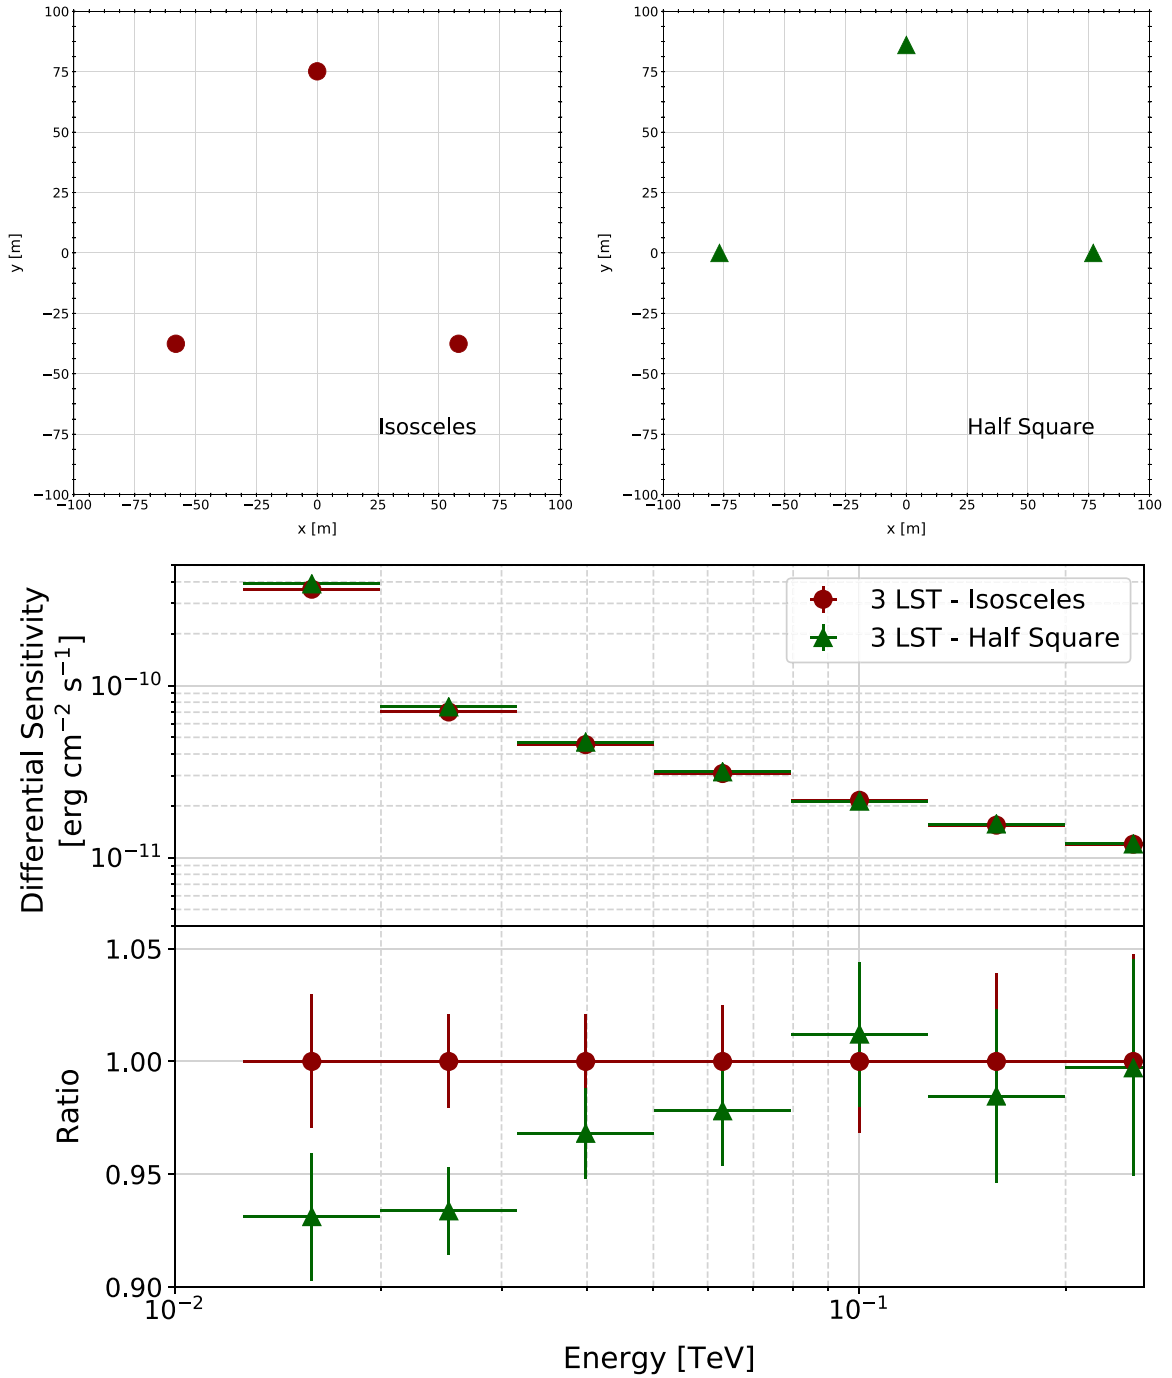 100
75
50
25
0
−25
−50
−75
−100
y [m]
−100 −75 −50 −25 0 25 50 75 100
x [m]
Isosceles
100
75
50
25
0
−25
−50
−75
−100
y [m]
−100 −75 −50 −25 0 25 50 75 100
x [m]
Half Square
Differential Sensitivity
[erg cm⁻² s⁻¹]
10⁻¹⁰
10⁻¹¹
3 LST - Isosceles
3 LST - Half Square
Ratio
1.05
1.00
0.95
0.90
10⁻² 10⁻¹
Energy [TeV]